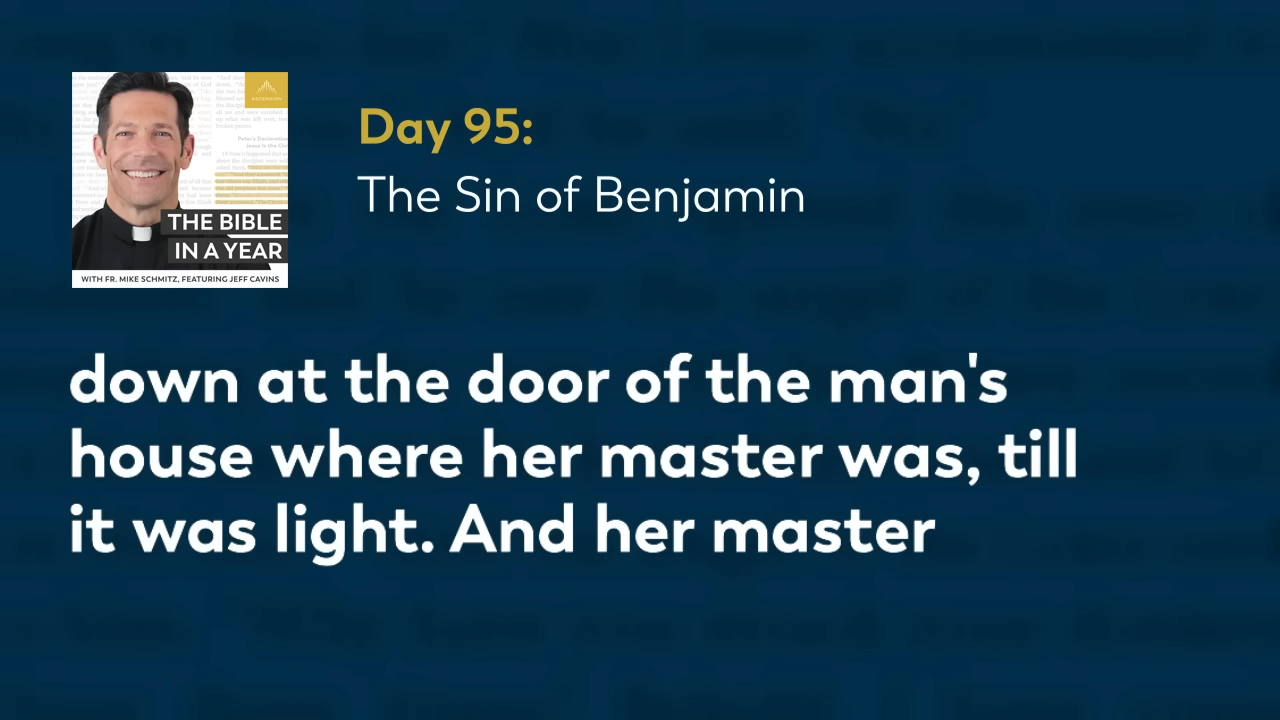 ASCENSION
THE BIBLE
IN A YEAR
WITH FR. MIKE SCHMITZ, FEATURING JEFF CAVINS
Day 95:
The Sin of Benjamin
down at the door of the man's
house where her master was, till
it was light. And her master